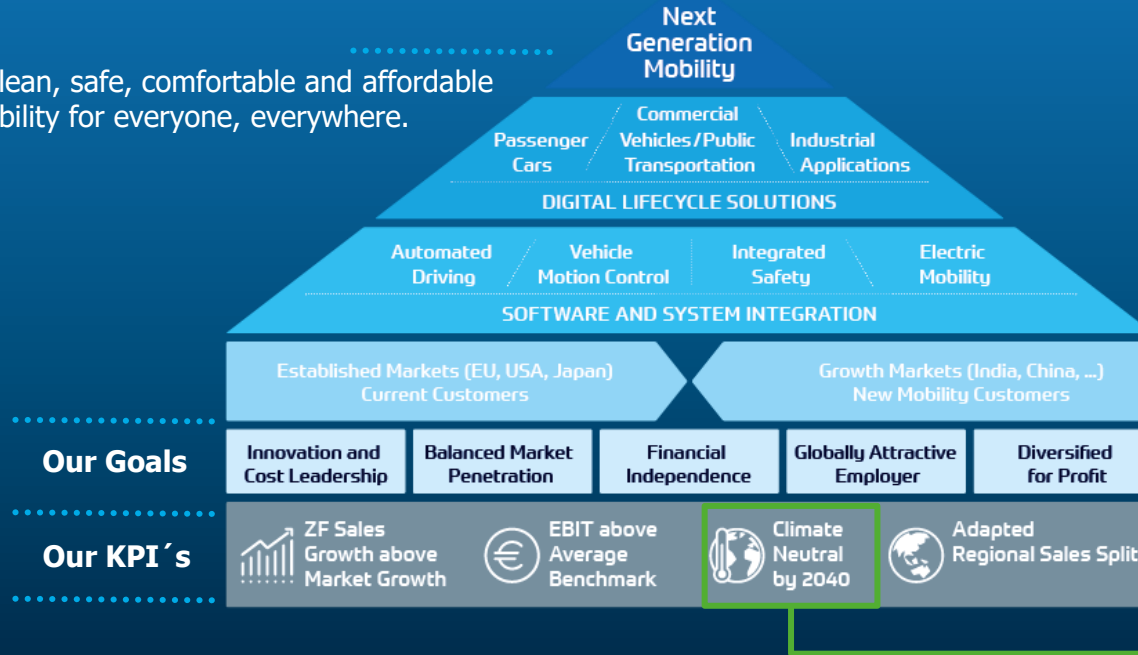 Next
Generation
Mobility
lean, safe, comfortable and affordable
bility for everyone, everywhere.
Passenger
Cars
Commercial
Vehicles/Public
Transportation
Industrial
Applications
DIGITAL LIFECYCLE SOLUTIONS
Automated
Driving
Vehicle
Motion Control
Integrated
Safety
Electric
Mobility
SOFTWARE AND SYSTEM INTEGRATION
Established Markets (EU, USA, Japan)
Current Customers
Growth Markets (India, China, ...)
New Mobility Customers
Our Goals
Innovation and
Cost Leadership
Balanced Market
Penetration
Financial
Independence
Globally Attractive
Employer
Diversified
for Profit
Our KPI´s
ZF Sales
Growth above
Market Growth
€
EBIT above
Average
Benchmark
Climate
Neutral
by 2040
Adapted
Regional Sales Split